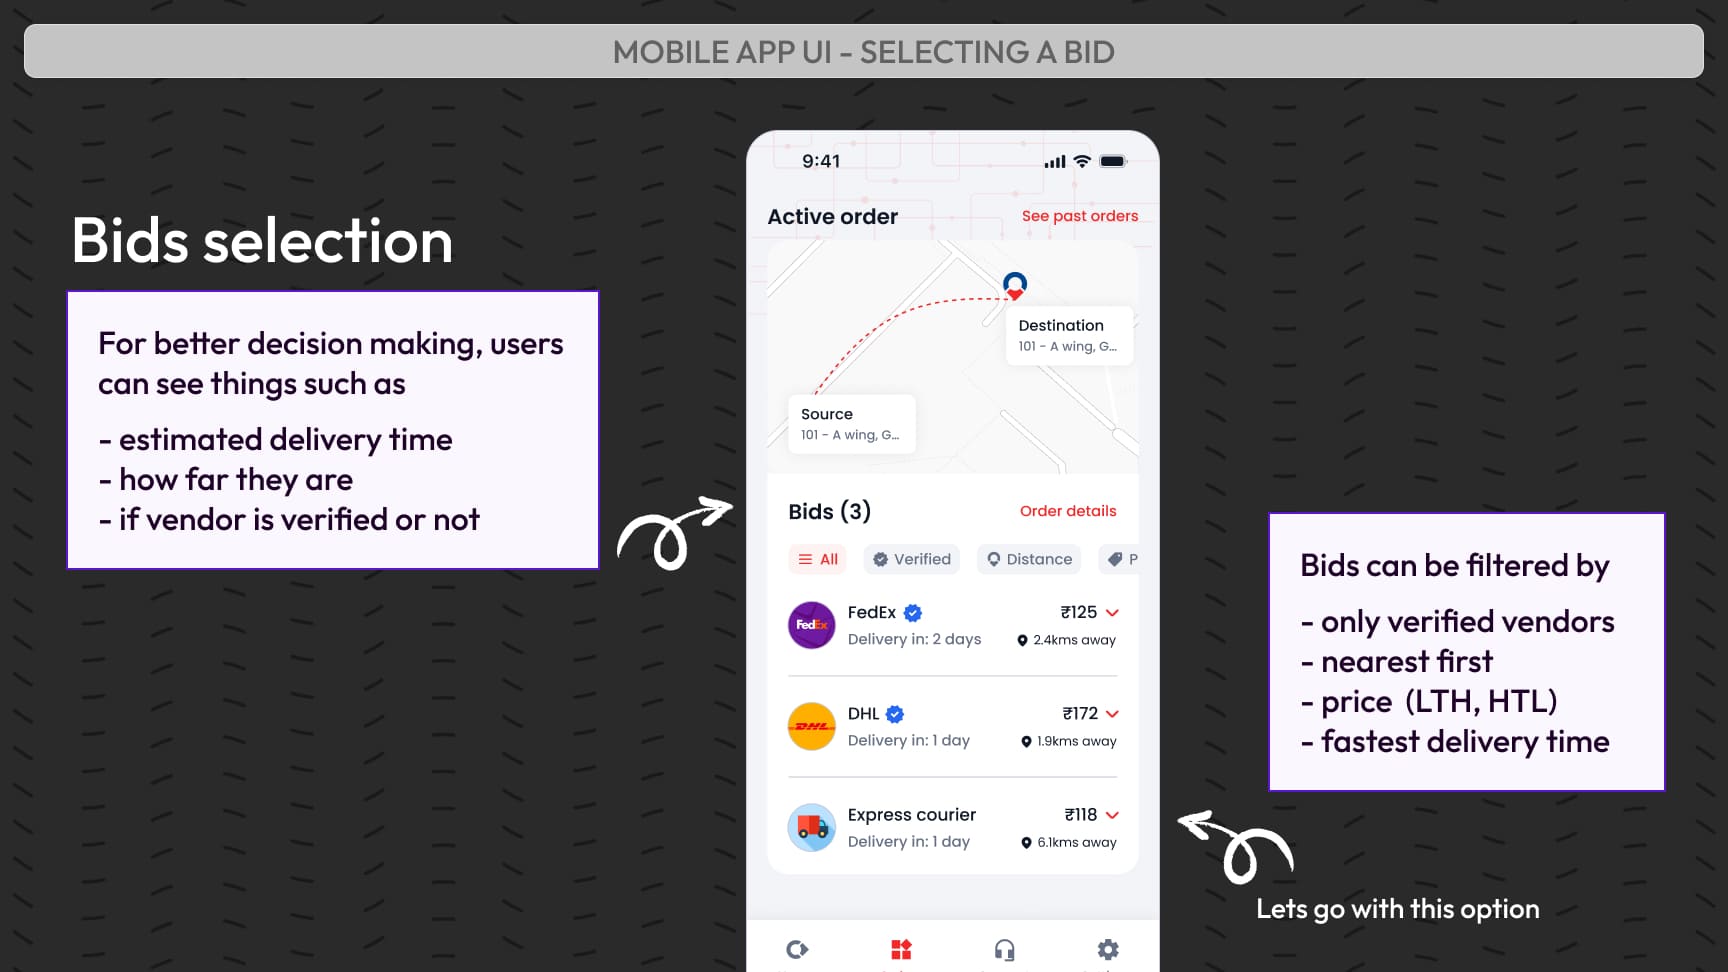 MOBILE APP UI - SELECTING A BID
Bids selection
For better decision making, users
can see things such as
- estimated delivery time
- how far they are
- if vendor is verified or not
9:41
Active order
See past orders
Destination
101 - A wing, G...
Source
101 - A wing, G...
Bids (3)
Order details
All
Verified
Distance
P
FedEx
FedEx
₹125
Delivery in: 2 days
2.4kms away
DHL
DHL
₹172
Delivery in: 1 day
1.9kms away
Express courier
₹118
Delivery in: 1 day
6.1kms away
Bids can be filtered by
- only verified vendors
- nearest first
- price (LTH, HTL)
- fastest delivery time
Lets go with this option